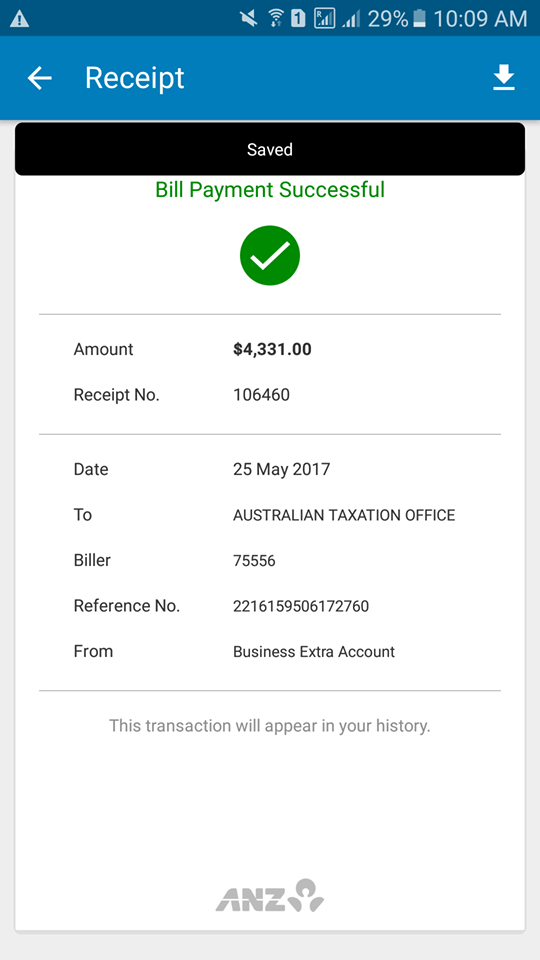 1 R 29% 10:09 AM
Receipt
Saved
Bill Payment Successful
Amount $4,331.00
Receipt No. 106460
Date 25 May 2017
To AUSTRALIAN TAXATION OFFICE
Biller 75556
Reference No. 2216159506172760
From Business Extra Account
This transaction will appear in your history.
ANZ